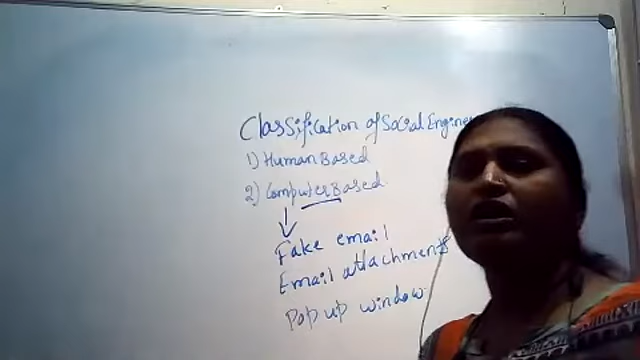 Classification of Social Engine
1) Human Based
2) Computer Based
Fake email
Email attachments
Pop up window